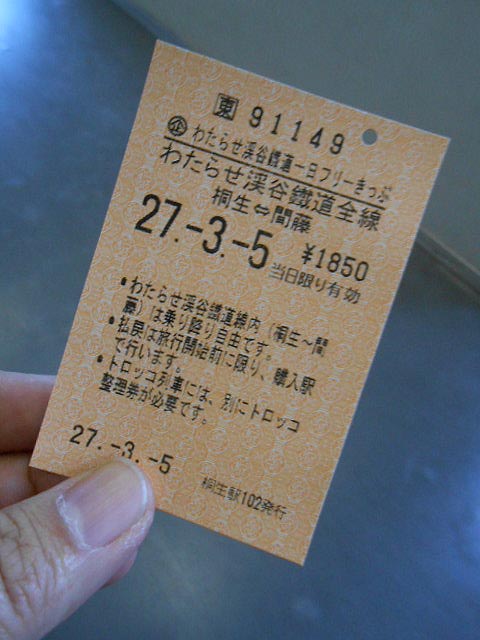 東 91149
企 わたらせ渓谷鐵道一日フリーきっぷ
わたらせ渓谷鐵道全線
桐生⇔間藤
27.-3.-5 ¥1850
当日限り有効
•わたらせ渓谷鐵道線内（桐生～間
藤）は乗り降り自由です。
•払戻は旅行開始前に限り、購入駅
で行います。
•トロッコ列車には、別にトロッコ
整理券が必要です。
27.-3.-5 桐生駅102発行